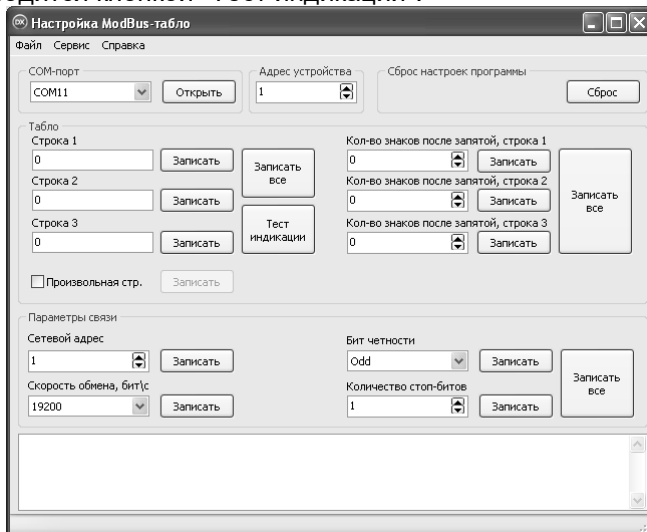 одится кнопкой "Тест индикации".
Настройка ModBus-табло
Файл Сервис Справка
COM-порт
COM11
Открыть
Адрес устройства
1
Сброс настроек программы
Сброс
Табло
Строка 1
0
Записать
Строка 2
0
Записать
Строка 3
0
Записать
Записать
все
Тест
индикации
Кол-во знаков после запятой, строка 1
0
Записать
Кол-во знаков после запятой, строка 2
0
Записать
Кол-во знаков после запятой, строка 3
0
Записать
Записать
все
Произвольная стр.
Записать
Параметры связи
Сетевой адрес
1
Записать
Скорость обмена, бит\с
19200
Записать
Бит четности
Odd
Записать
Количество стоп-битов
1
Записать
Записать
все